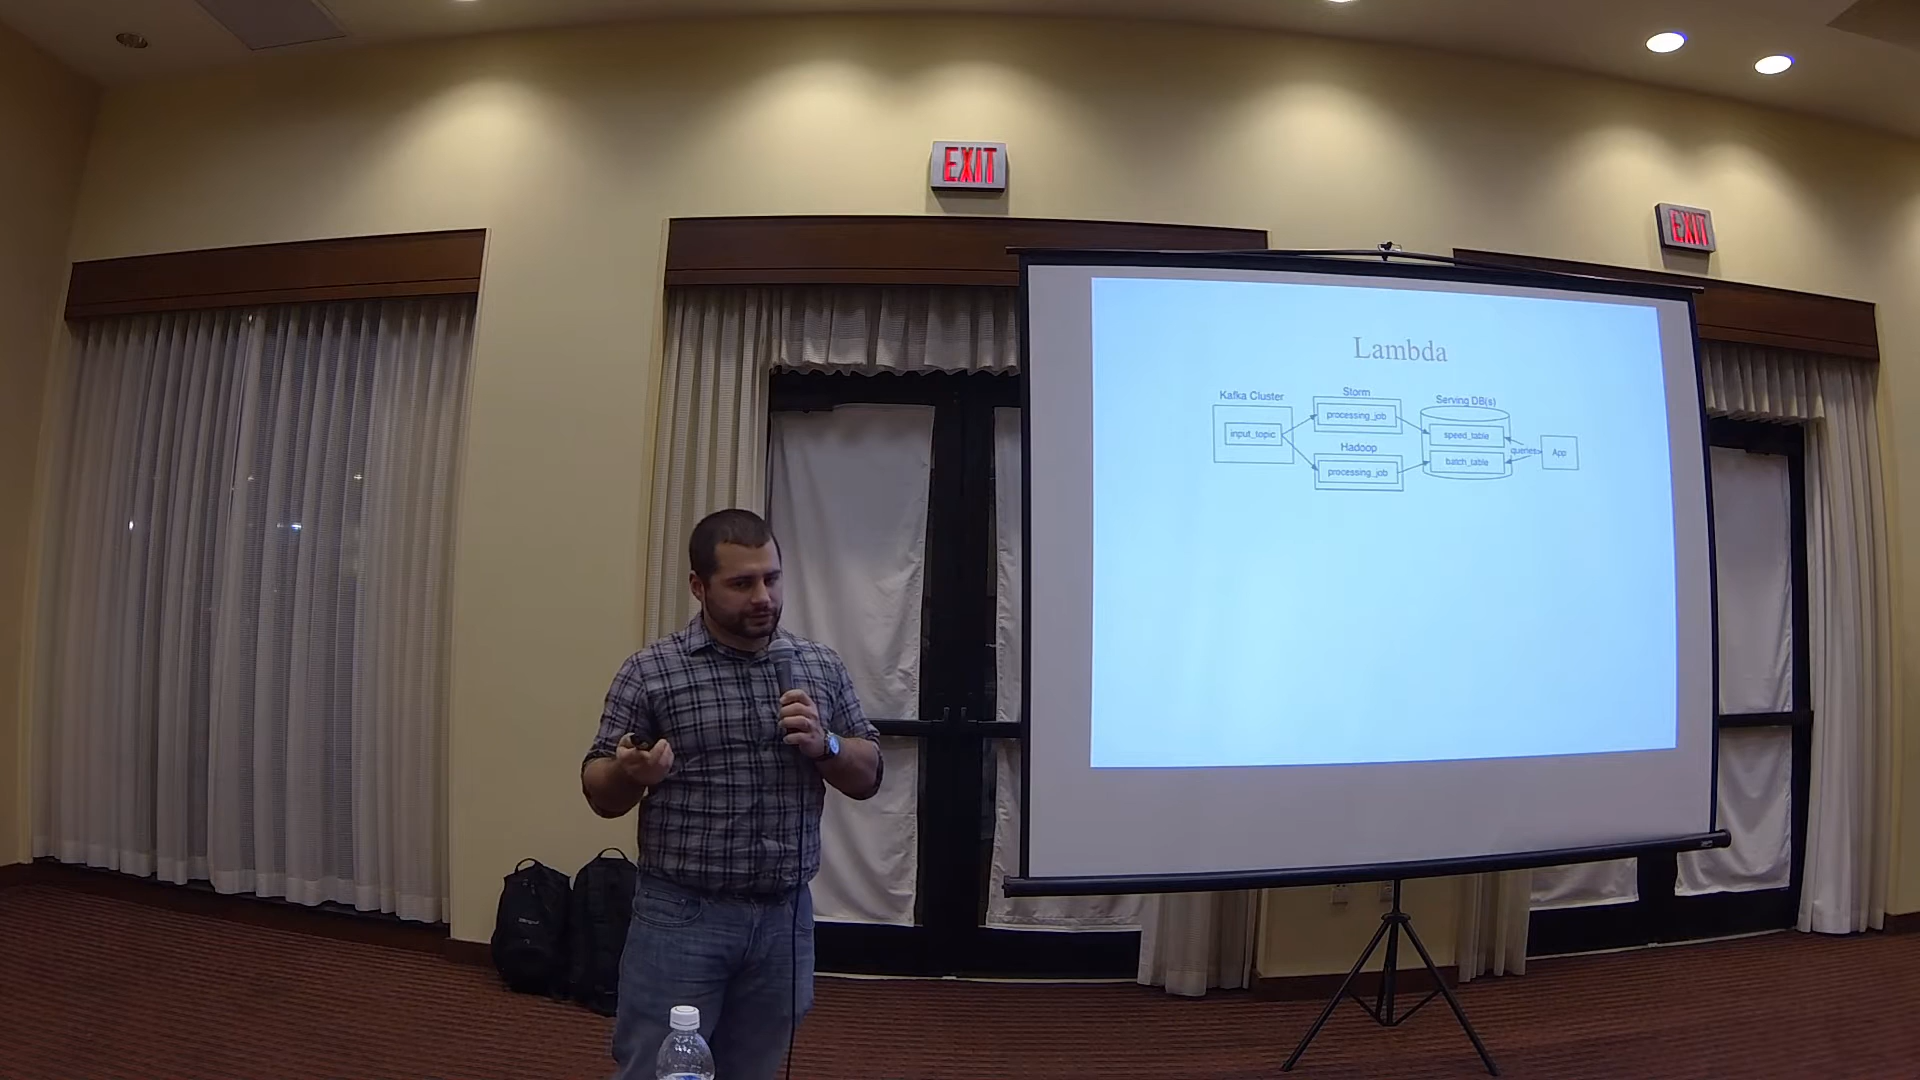 EXIT
EXIT
Lambda
Kafka Cluster
input_topic
Storm
processing_job
Hadoop
processing_job
Serving DB(s)
speed_table
batch_table
queries
App